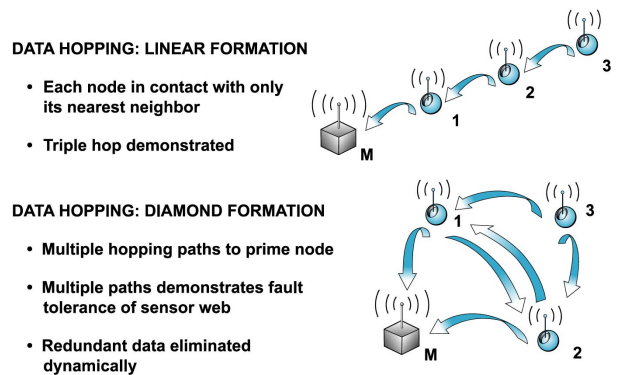 DATA HOPPING: LINEAR FORMATION
• Each node in contact with only
its nearest neighbor
• Triple hop demonstrated
3
2
1
M
DATA HOPPING: DIAMOND FORMATION
• Multiple hopping paths to prime node
• Multiple paths demonstrates fault
tolerance of sensor web
• Redundant data eliminated
dynamically
1
3
M
2